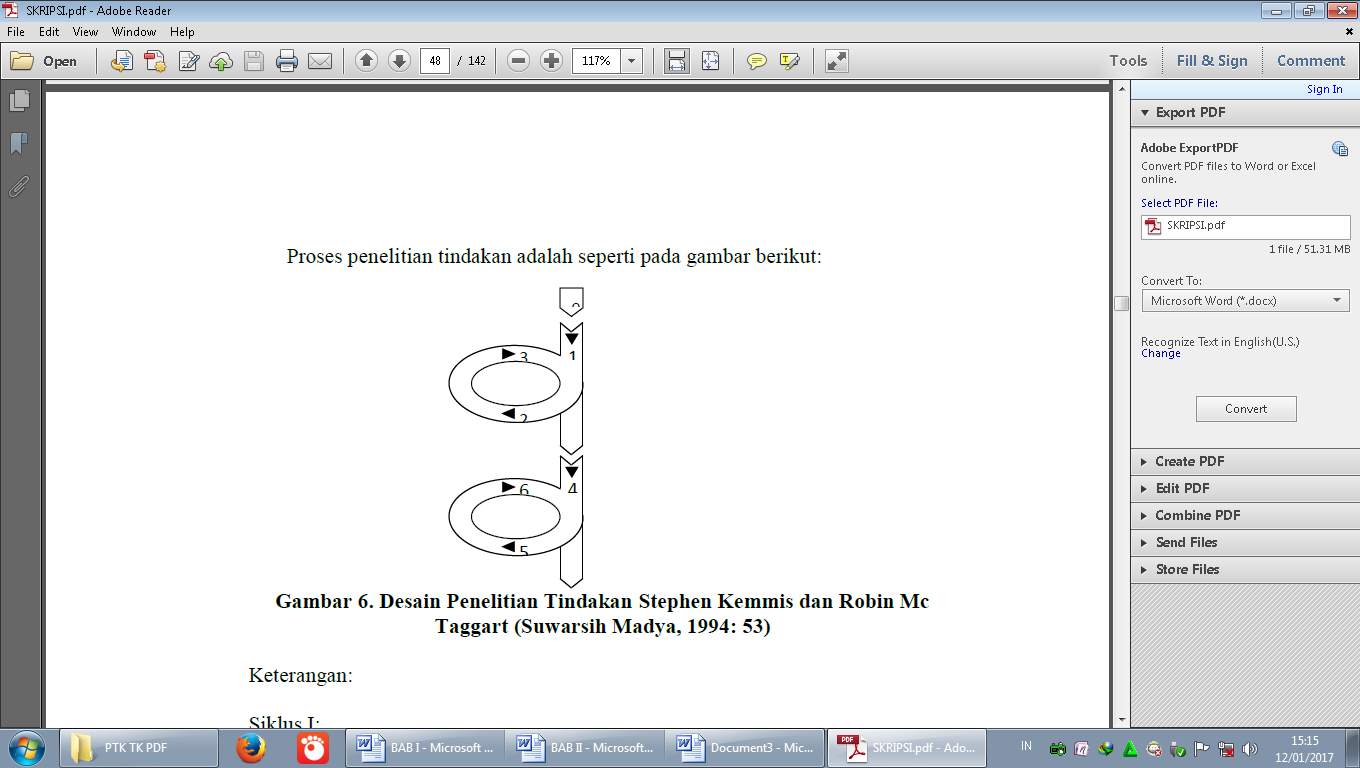 SKRIPSI.pdf - Adobe Reader
File Edit View Window Help
Open 48 / 142 117% Tools Fill & Sign Comment
Sign In
Export PDF
Adobe ExportPDF
Convert PDF files to Word or Excel
online.
Select PDF File:
SKRIPSI.pdf
1 file / 51.31 MB
Convert To:
Microsoft Word (*.docx)
Recognize Text in English(U.S.)
Change
Convert
Create PDF
Edit PDF
Combine PDF
Send Files
Store Files
Proses penelitian tindakan adalah seperti pada gambar berikut:
3 1
2
6 4
5
Gambar 6. Desain Penelitian Tindakan Stephen Kemmis dan Robin Mc
Taggart (Suwarsih Madya, 1994: 53)
Keterangan:
Siklus I:
PTK TK PDF
BAB I - Microsoft ...
BAB II - Microsoft...
Document3 - Mic...
SKRIPSI.pdf - Ado...
IN
15:15
12/01/2017